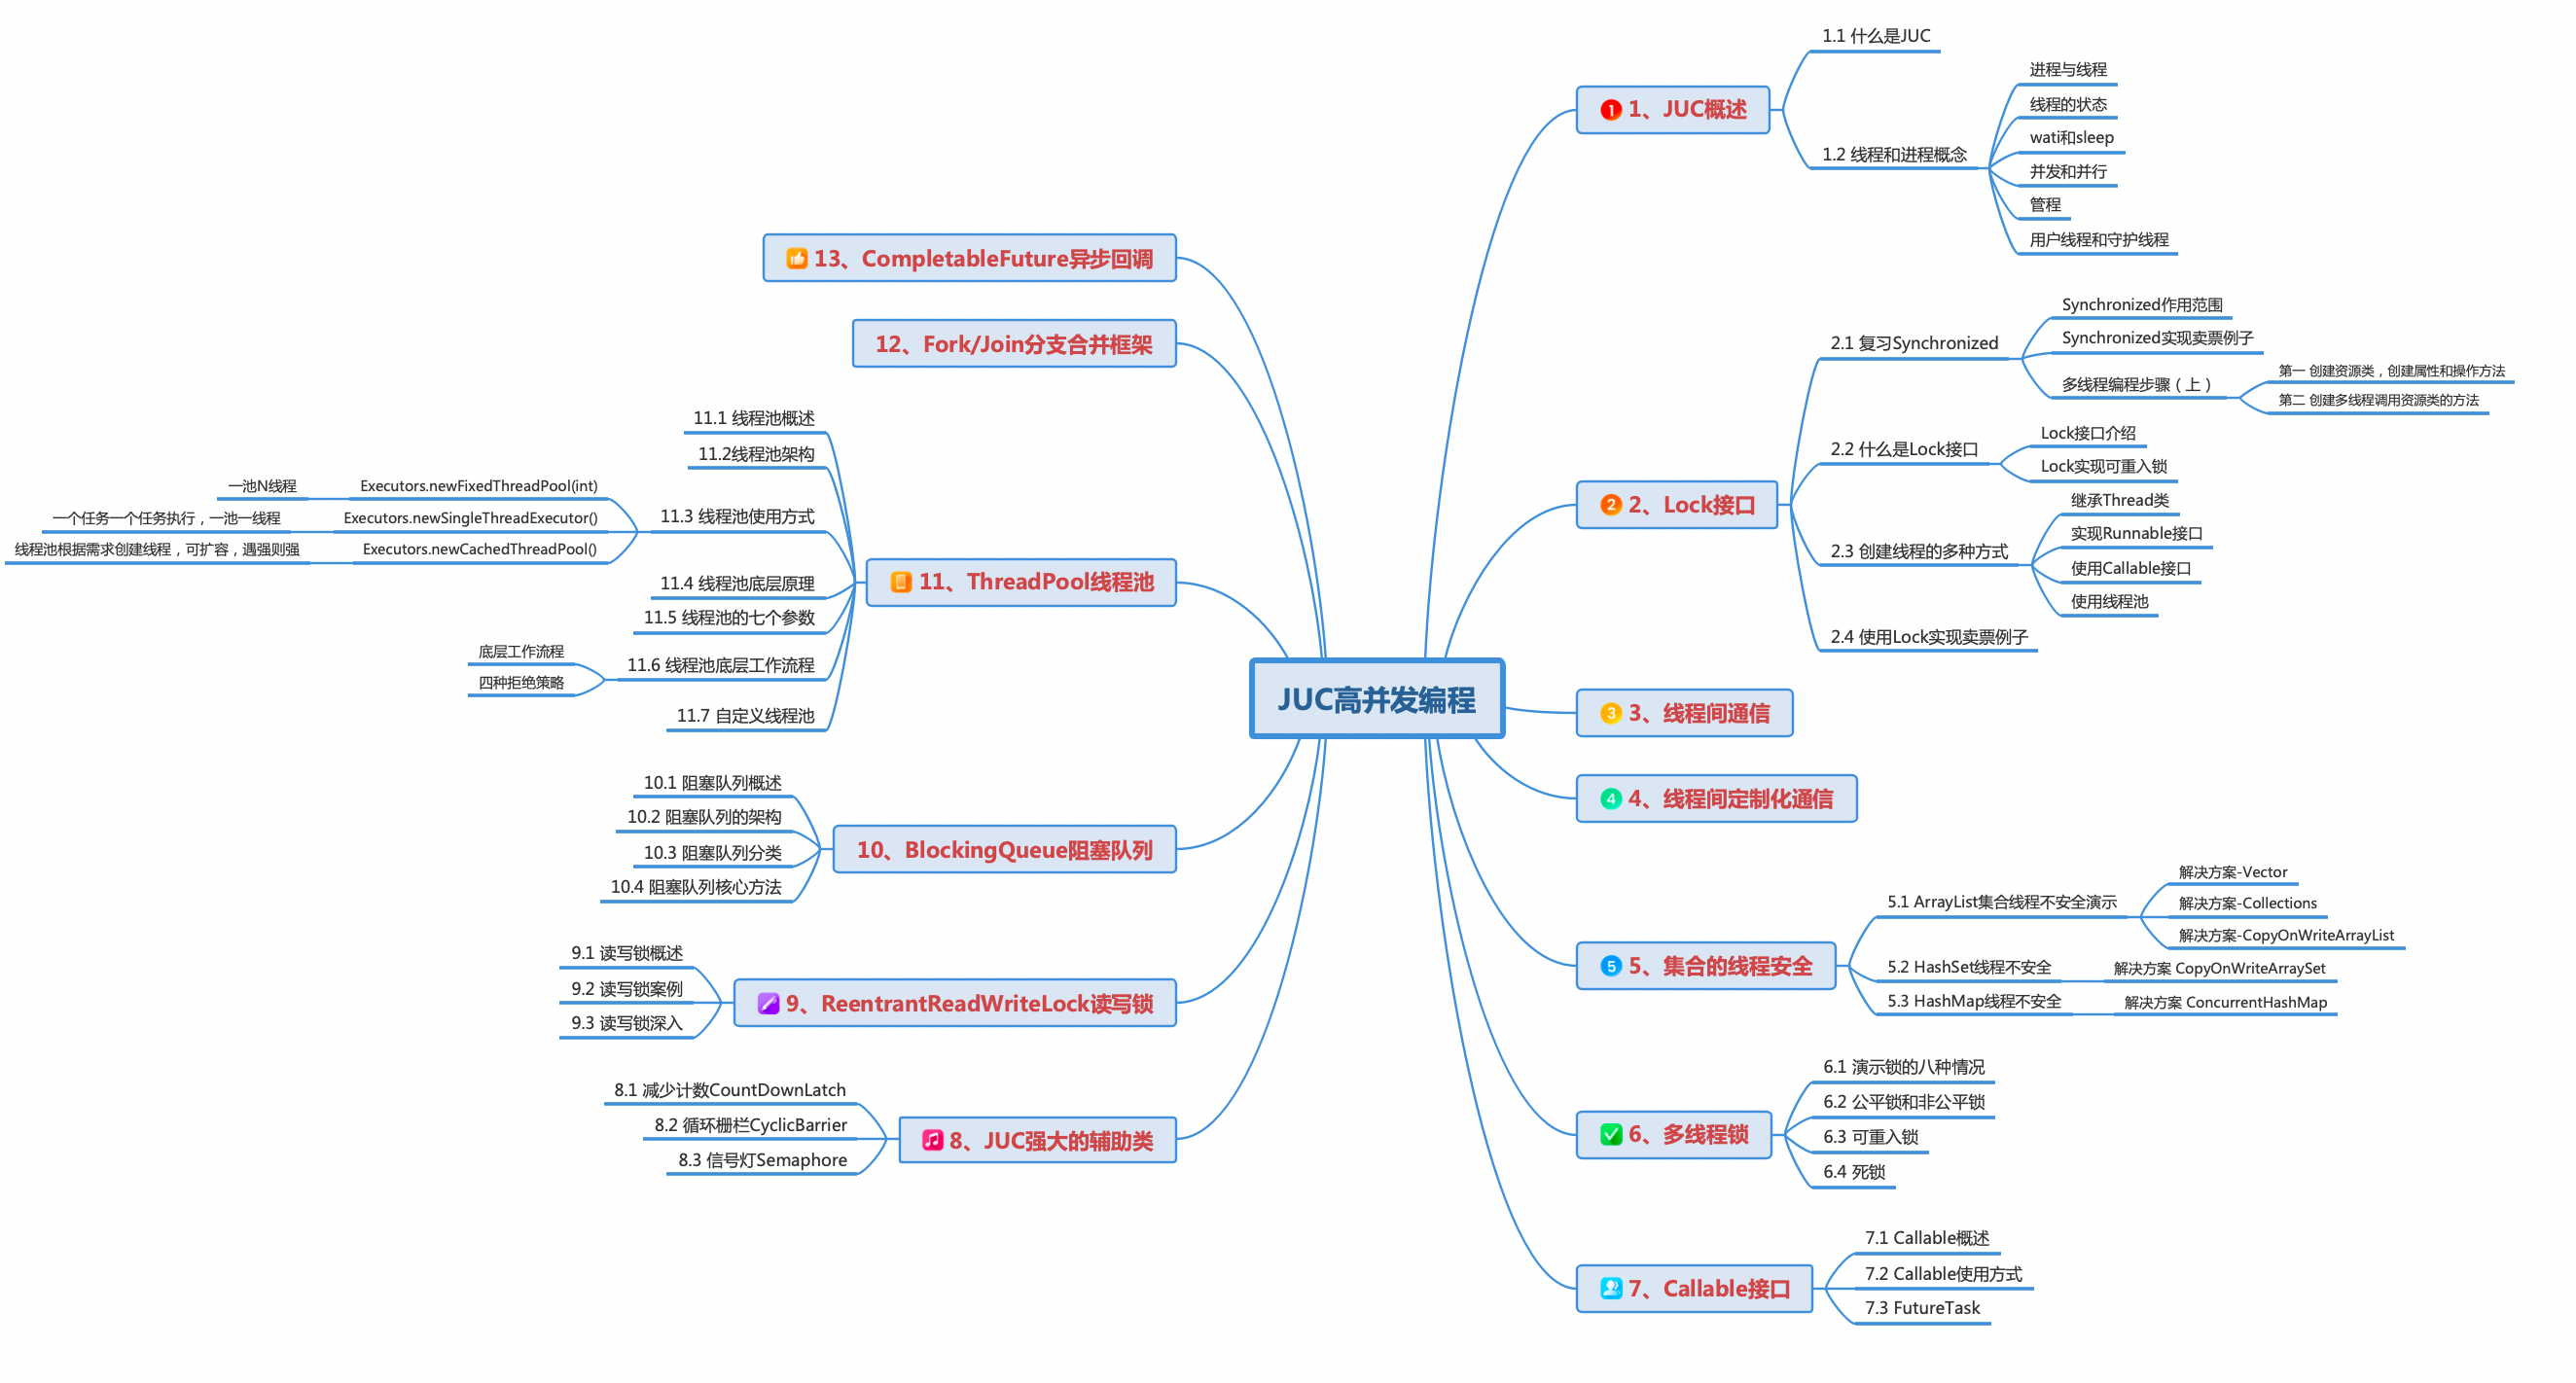 JUC高并发编程
1、JUC概述
1.1 什么是JUC
1.2 线程和进程概念
进程与线程
线程的状态
wati和sleep
并发和并行
管程
用户线程和守护线程
2、Lock接口
2.1 复习Synchronized
Synchronized作用范围
Synchronized实现卖票例子
多线程编程步骤（上）
第一 创建资源类，创建属性和操作方法
第二 创建多线程调用资源类的方法
2.2 什么是Lock接口
Lock接口介绍
Lock实现可重入锁
2.3 创建线程的多种方式
继承Thread类
实现Runnable接口
使用Callable接口
使用线程池
2.4 使用Lock实现卖票例子
3、线程间通信
4、线程间定制化通信
5、集合的线程安全
5.1 ArrayList集合线程不安全演示
解决方案-Vector
解决方案-Collections
解决方案-CopyOnWriteArrayList
5.2 HashSet线程不安全
解决方案 CopyOnWriteArraySet
5.3 HashMap线程不安全
解决方案 ConcurrentHashMap
6、多线程锁
6.1 演示锁的八种情况
6.2 公平锁和非公平锁
6.3 可重入锁
6.4 死锁
7、Callable接口
7.1 Callable概述
7.2 Callable使用方式
7.3 FutureTask
8、JUC强大的辅助类
8.1 减少计数CountDownLatch
8.2 循环栅栏CyclicBarrier
8.3 信号灯Semaphore
9、ReentrantReadWriteLock读写锁
9.1 读写锁概述
9.2 读写锁案例
9.3 读写锁深入
10、BlockingQueue阻塞队列
10.1 阻塞队列概述
10.2 阻塞队列的架构
10.3 阻塞队列分类
10.4 阻塞队列核心方法
11、ThreadPool线程池
11.1 线程池概述
11.2线程池架构
11.3 线程池使用方式
Executors.newFixedThreadPool(int)
一池N线程
Executors.newSingleThreadExecutor()
一个任务一个任务执行，一池一线程
Executors.newCachedThreadPool()
线程池根据需求创建线程，可扩容，遇强则强
11.4 线程池底层原理
11.5 线程池的七个参数
11.6 线程池底层工作流程
底层工作流程
四种拒绝策略
11.7 自定义线程池
12、Fork/Join分支合并框架
13、CompletableFuture异步回调